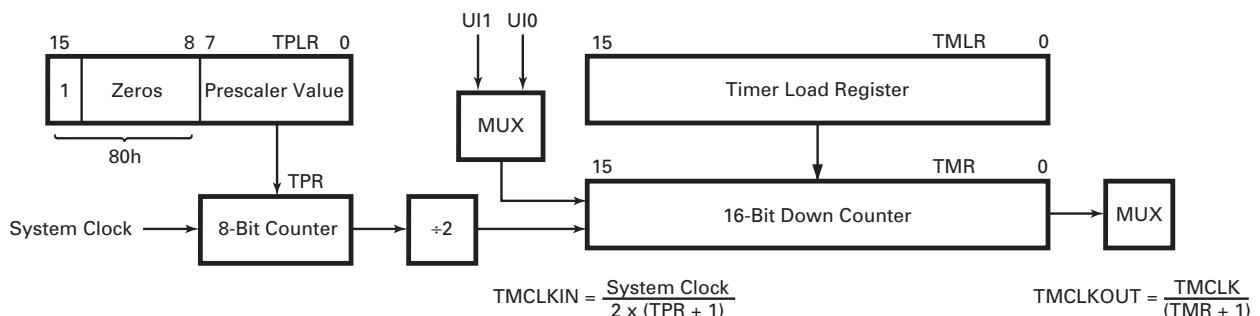 UI1 UI0
15 8 7 TPLR 0
15 TMLR 0
1 Zeros Prescaler Value
MUX
Timer Load Register
80h
TPR
15 TMR 0
System Clock
8-Bit Counter
÷2
16-Bit Down Counter
MUX
TMCLKIN = System Clock
2 x (TPR + 1)
TMCLKOUT = TMCLK
(TMR + 1)